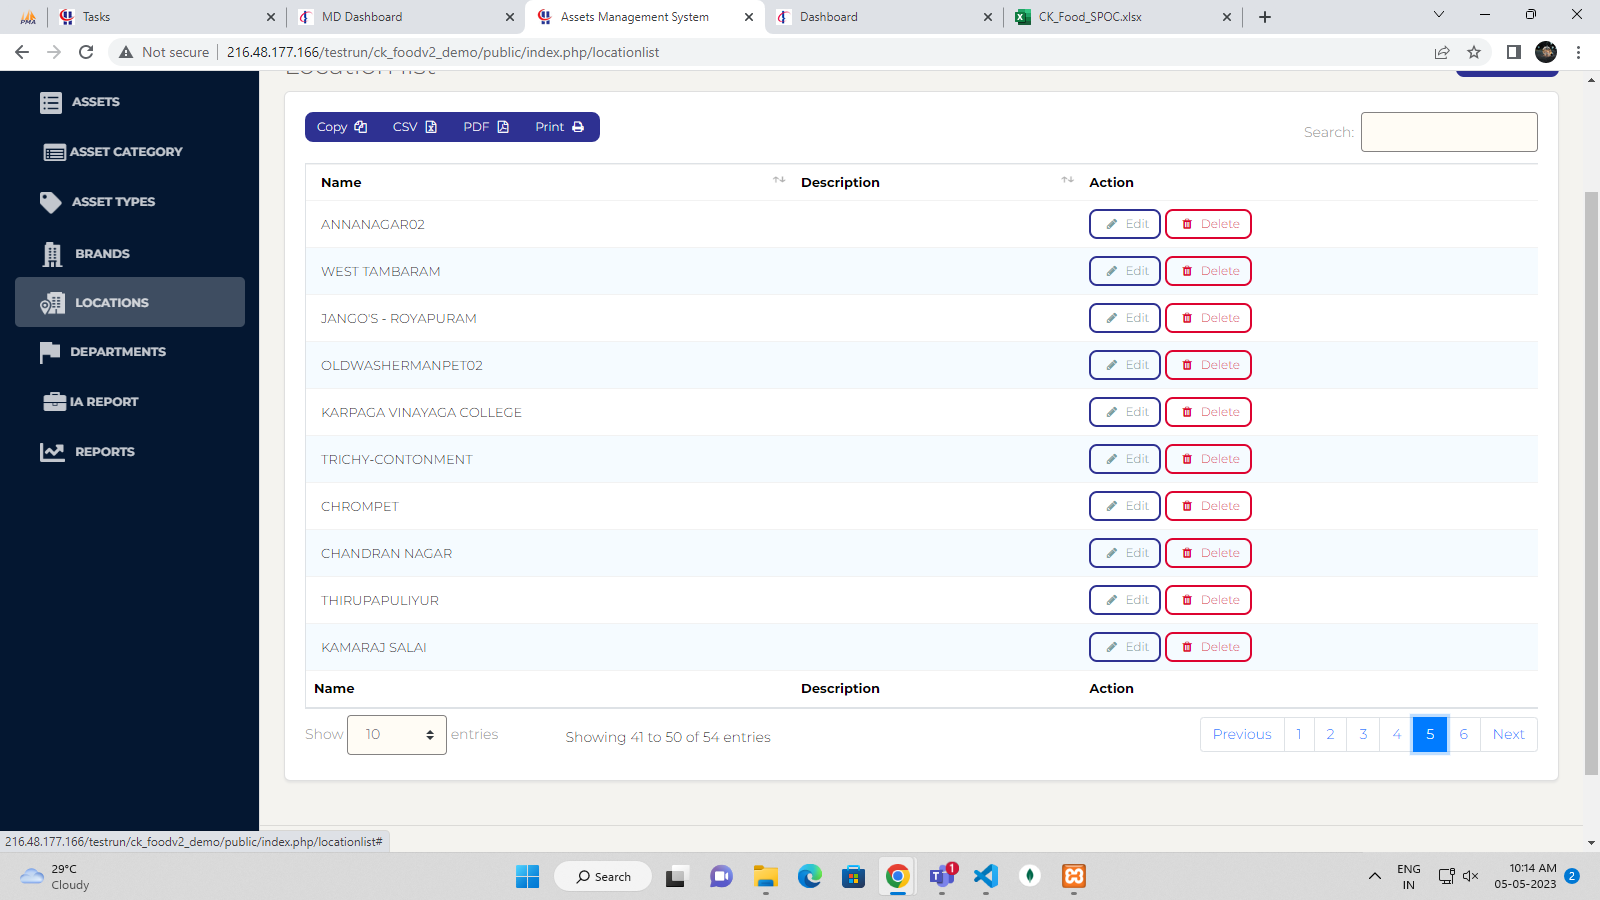 PMA
Tasks
MD Dashboard
Assets Management System
Dashboard
CK_Food_SPOC.xlsx
Not secure
216.48.177.166/testrun/ck_foodv2_demo/public/index.php/locationlist
Location list
ASSETS
ASSET CATEGORY
ASSET TYPES
BRANDS
LOCATIONS
DEPARTMENTS
IA REPORT
REPORTS
Copy CSV PDF Print
Search:
Name Description Action
ANNANAGAR02 Edit Delete
WEST TAMBARAM Edit Delete
JANGO'S - ROYAPURAM Edit Delete
OLDWASHERMANPET02 Edit Delete
KARPAGA VINAYAGA COLLEGE Edit Delete
TRICHY-CONTONMENT Edit Delete
CHROMPET Edit Delete
CHANDRAN NAGAR Edit Delete
THIRUPAPULIYUR Edit Delete
KAMARAJ SALAI Edit Delete
Name Description Action
Show 10 entries
Showing 41 to 50 of 54 entries
Previous 1 2 3 4 5 6 Next
216.48.177.166/testrun/ck_foodv2_demo/public/index.php/locationlist#
29°C
Cloudy
Search
1
ENG
IN
10:14 AM
05-05-2023
2